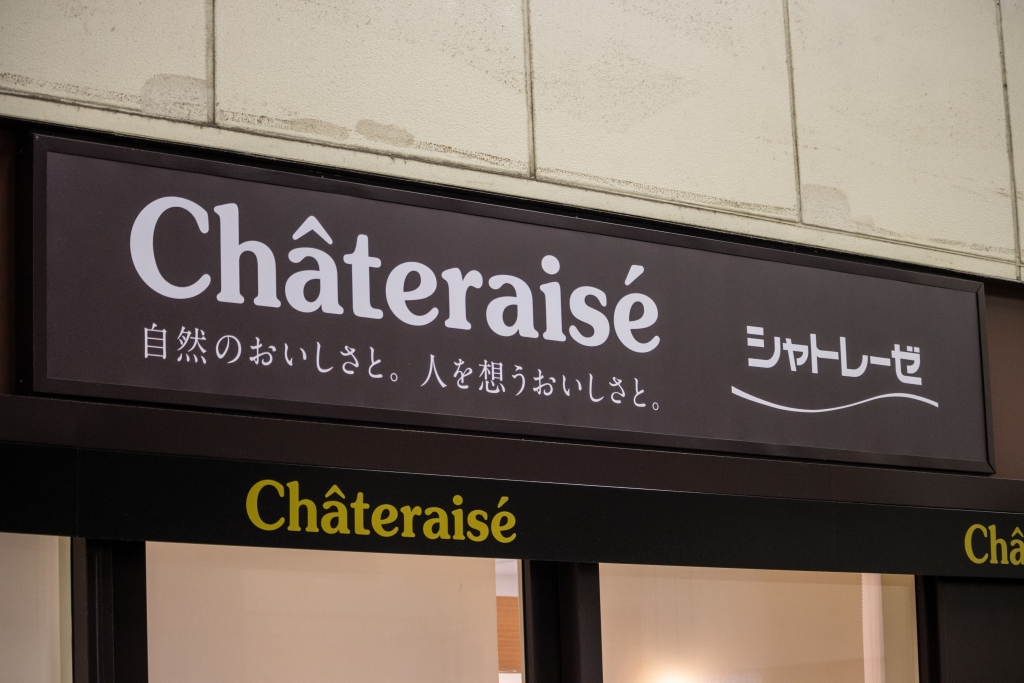 Châteraisé
自然のおいしさと。人を想うおいしさと。
シャトレーゼ
Châteraisé
Châ